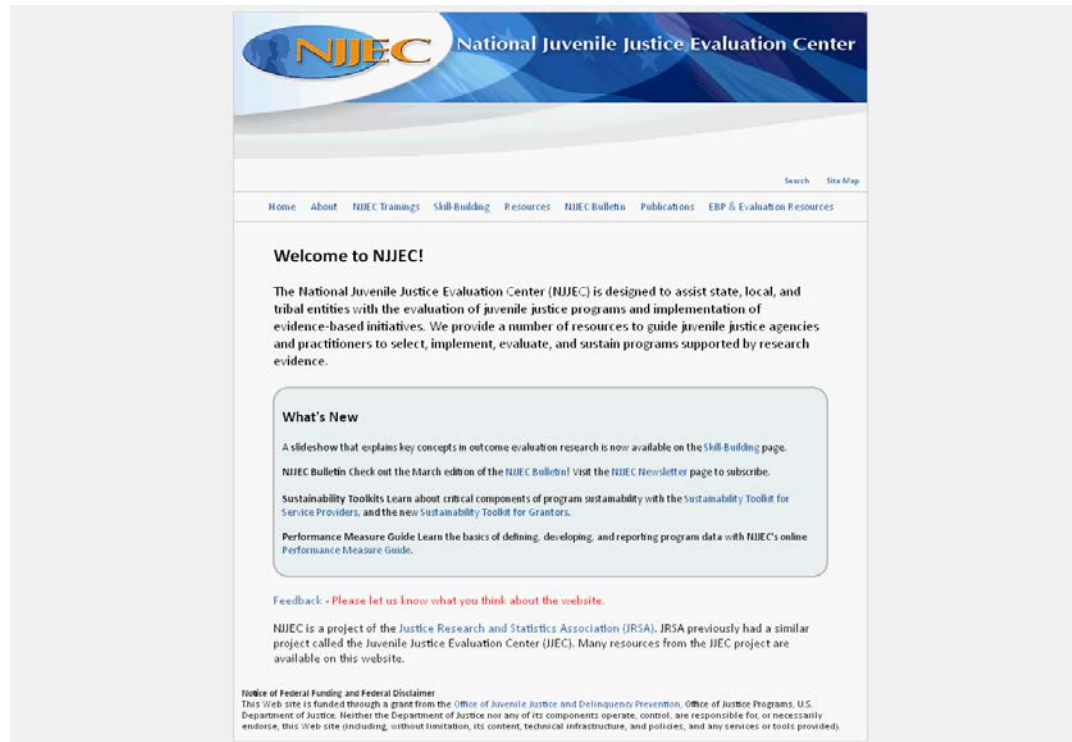 NJJEC National Juvenile Justice Evaluation Center
Search Site Map
Home About NJJEC Trainings Skill-Building Resources NJJEC Bulletin Publications EBP & Evaluation Resources
Welcome to NJJEC!
The National Juvenile Justice Evaluation Center (NJJEC) is designed to assist state, local, and
tribal entities with the evaluation of juvenile justice programs and implementation of
evidence-based initiatives. We provide a number of resources to guide juvenile justice agencies
and practitioners to select, implement, evaluate, and sustain programs supported by research
evidence.
What's New
A slideshow that explains key concepts in outcome evaluation research is now available on the Skill-Building page.
NJJEC Bulletin Check out the March edition of the NJJEC Bulletin! Visit the NJJEC Newsletter page to subscribe.
Sustainability Toolkits Learn about critical components of program sustainability with the Sustainability Toolkit for
Service Providers, and the new Sustainability Toolkit for Grantors.
Performance Measure Guide Learn the basics of defining, developing, and reporting program data with NJJEC's online
Performance Measure Guide.
Feedback - Please let us know what you think about the website.
NJJEC is a project of the Justice Research and Statistics Association (JRSA). JRSA previously had a similar
project called the Juvenile Justice Evaluation Center (JJEC). Many resources from the JJEC project are
available on this website.
Notice of Federal Funding and Federal Disclaimer
This Web site is funded through a grant from the Office of Juvenile Justice and Delinquency Prevention, Office of Justice Programs, U.S.
Department of Justice. Neither the Department of Justice nor any of its components operate, control, are responsible for, or necessarily
endorse, this Web site (including, without limitation, its content, technical infrastructure, and policies, and any services or tools provided).